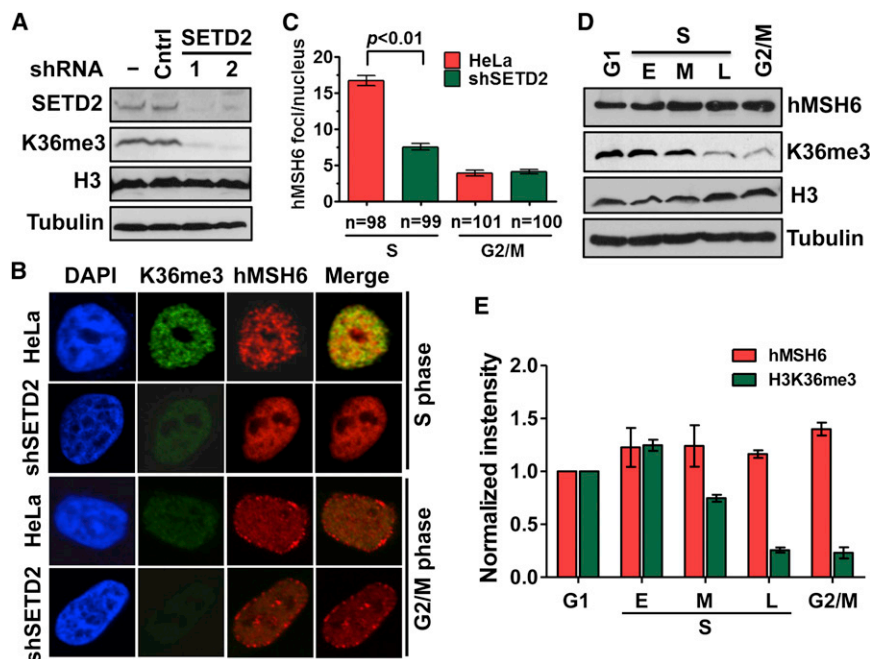 A
SETD2
shRNA – Cntrl 1 2
SETD2
K36me3
H3
Tubulin
B
DAPI K36me3 hMSH6 Merge
HeLa
shSETD2
S phase
HeLa
shSETD2
G2/M phase
C
hMSH6 foci/nucleus
25
20
15
10
5
0
p<0.01
HeLa
shSETD2
n=98 n=99 n=101 n=100
S G2/M
D
S
G1 E M L G2/M
hMSH6
K36me3
H3
Tubulin
E
Normalized instensity
2.0
1.5
1.0
0.5
0.0
hMSH6
H3K36me3
G1 E M L G2/M
S